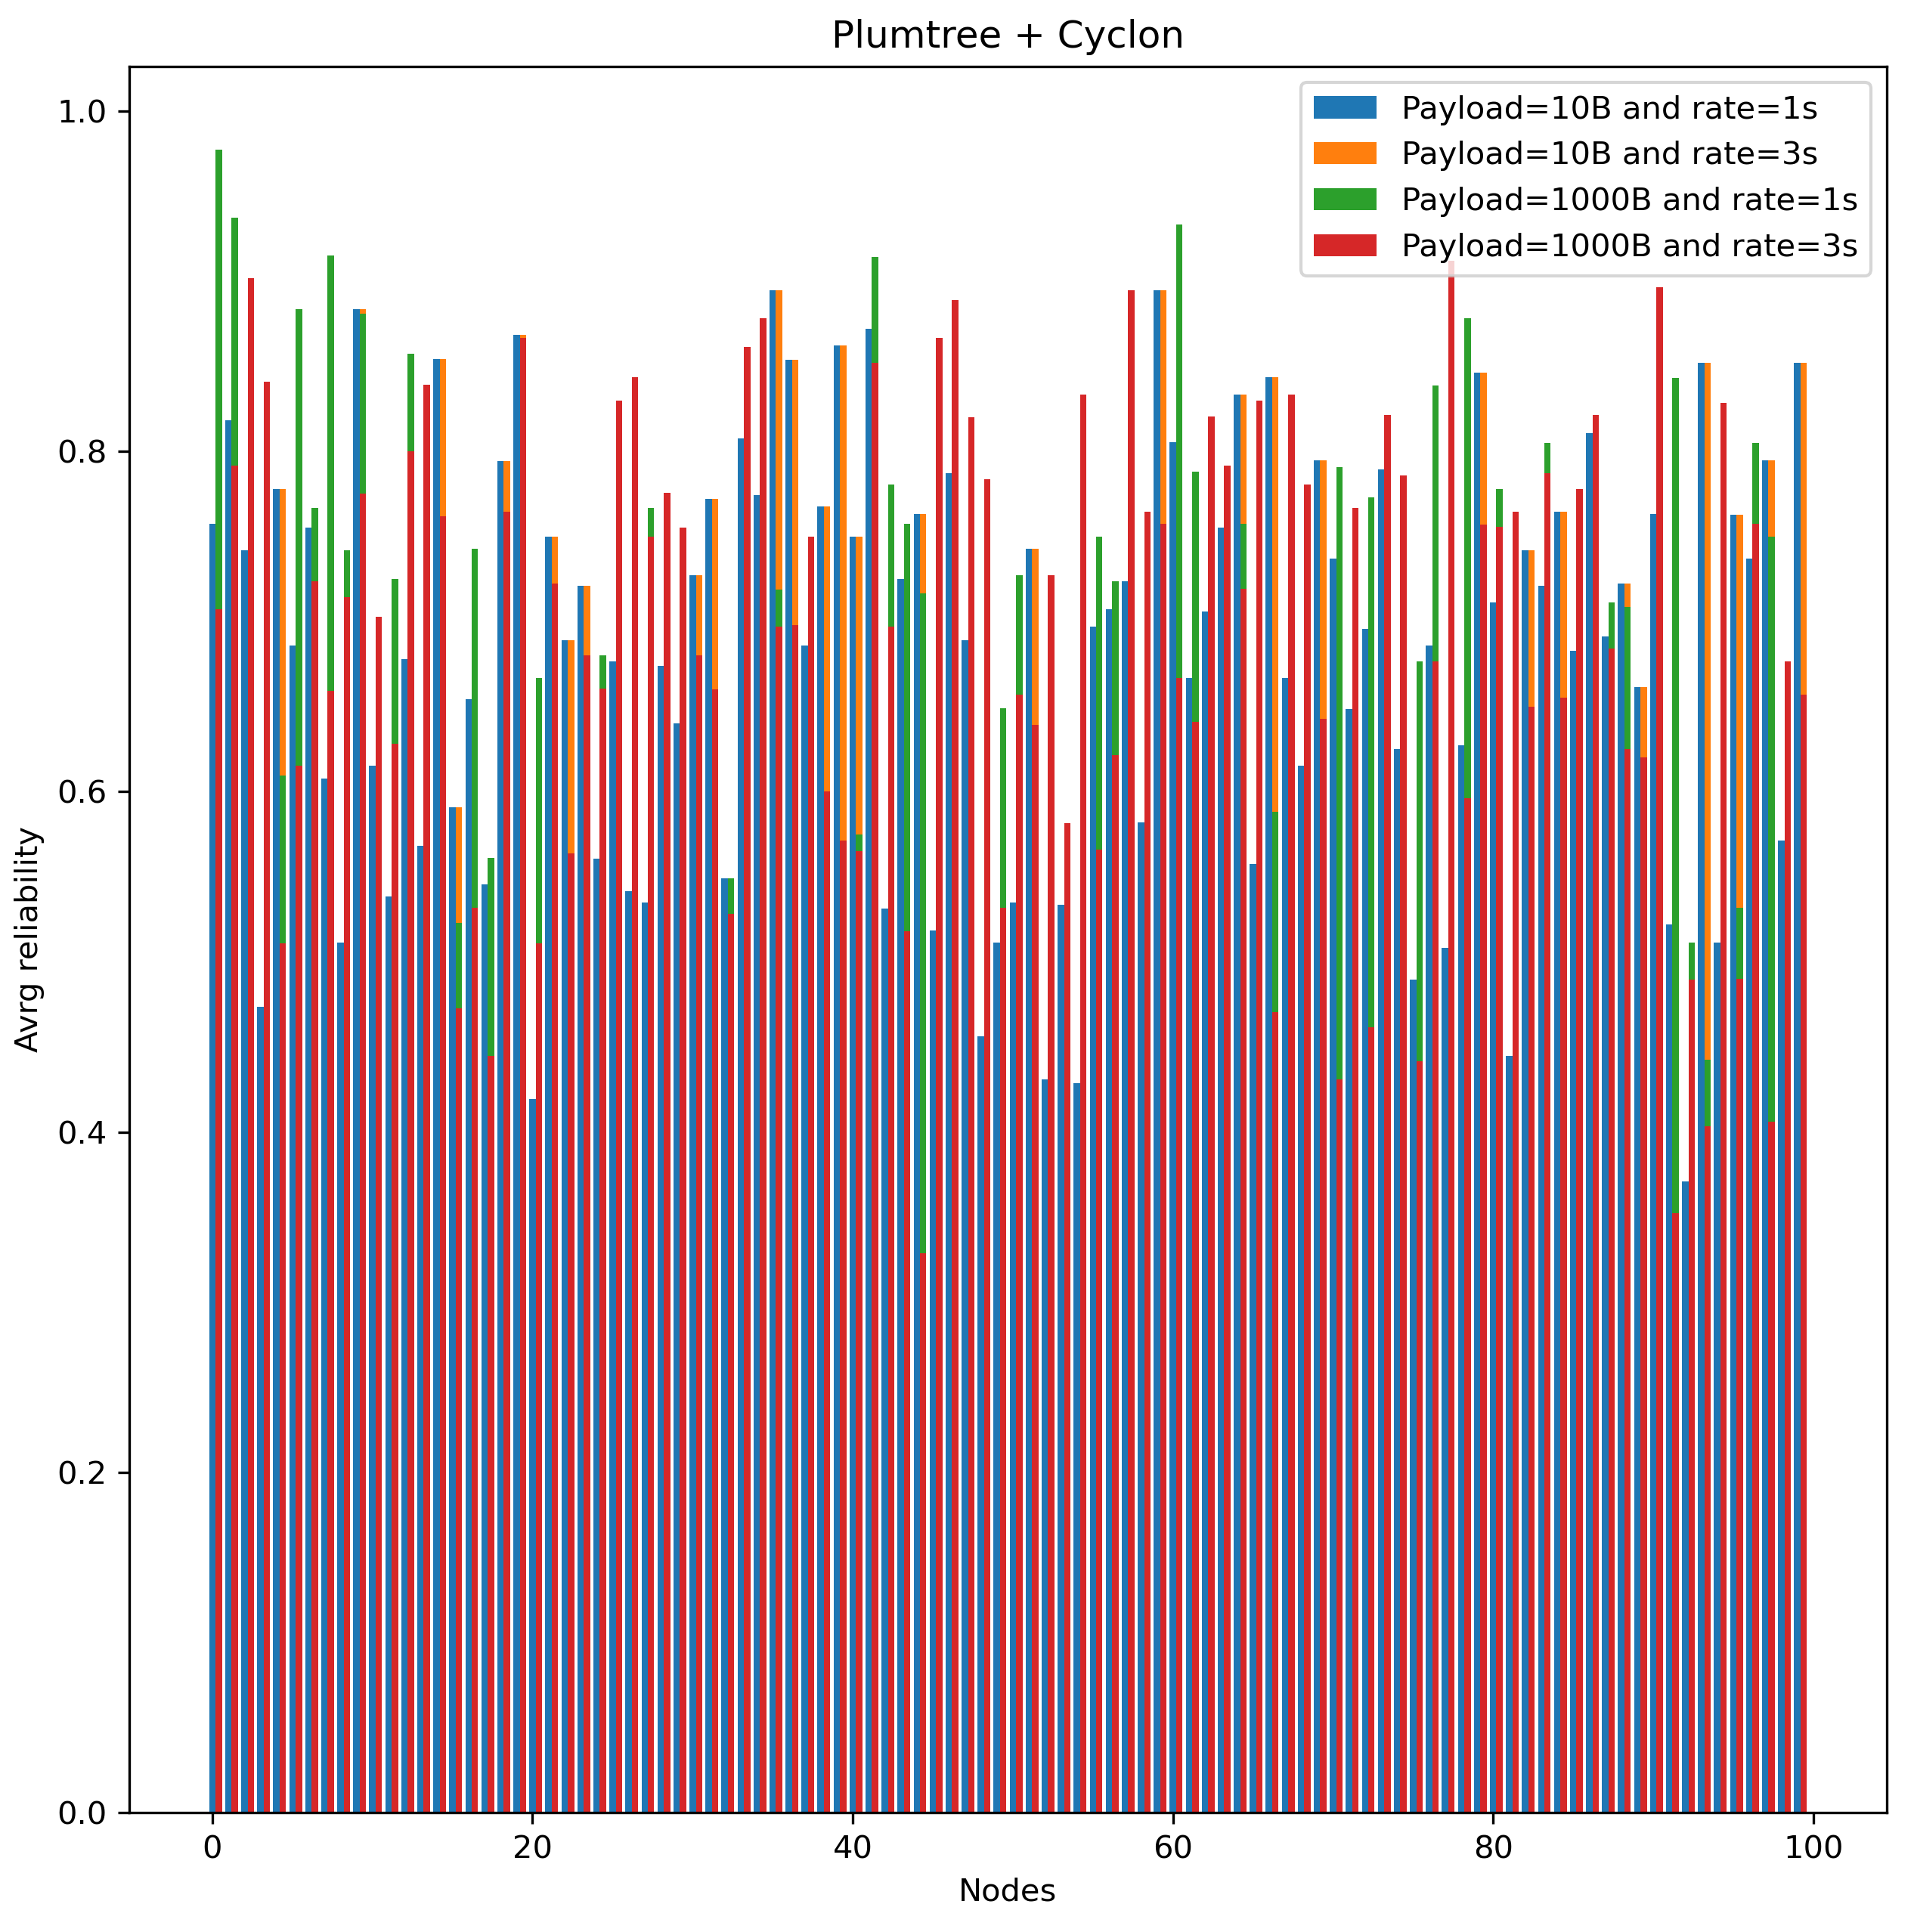 Plumtree + Cyclon
1.0
0.8
0.6
0.4
0.2
0.0
Avrg reliability
Payload=10B and rate=1s
Payload=10B and rate=3s
Payload=1000B and rate=1s
Payload=1000B and rate=3s
0 20 40 60 80 100
Nodes